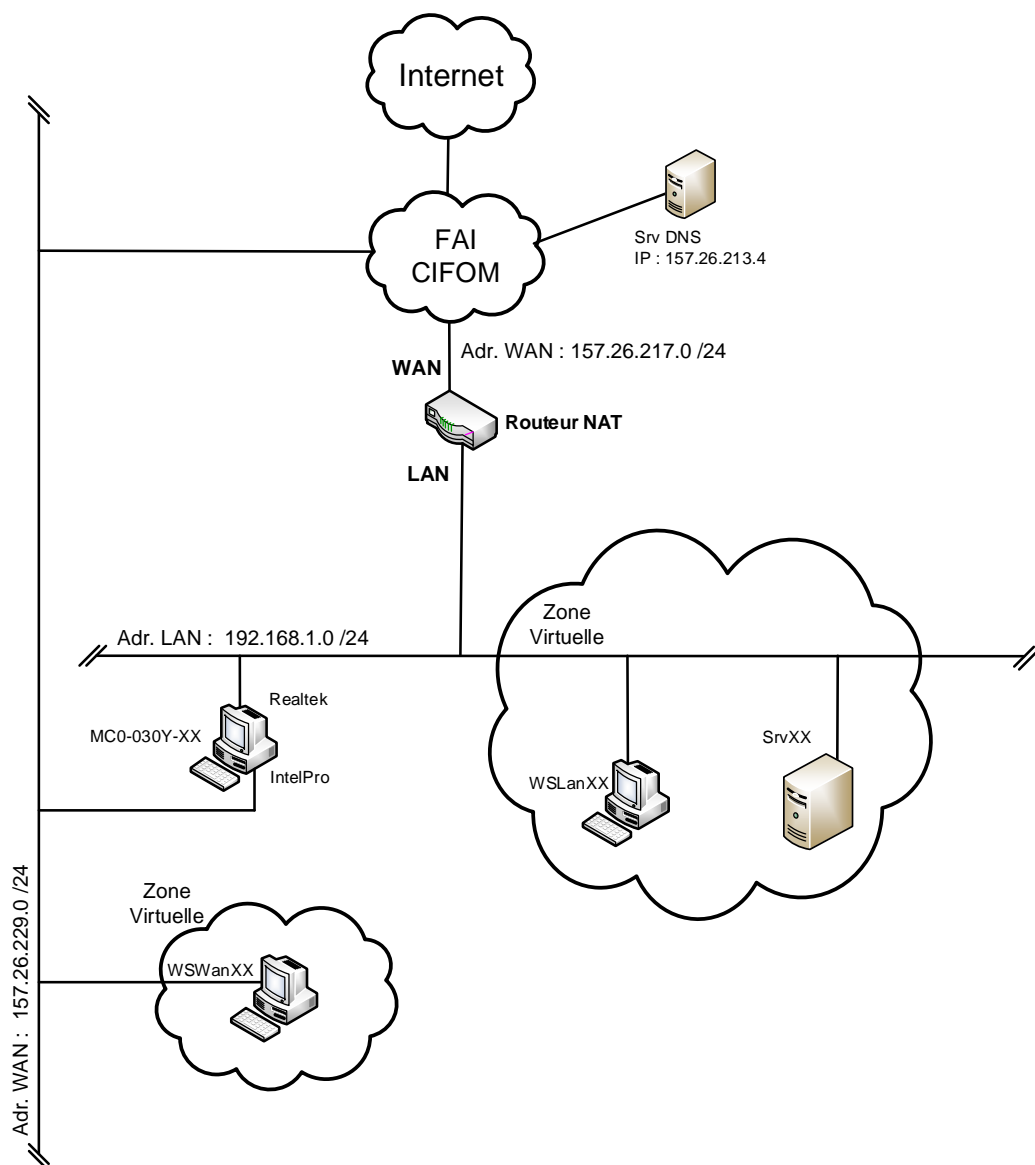 Internet
FAI
CIFOM
Srv DNS
IP : 157.26.213.4
Adr. WAN : 157.26.217.0 /24
WAN
Routeur NAT
LAN
Zone
Virtuelle
Adr. LAN : 192.168.1.0 /24
Realtek
MC0-030Y-XX
IntelPro
WSLanXX
SrvXX
Adr. WAN : 157.26.229.0 /24
Zone
Virtuelle
WSWanXX